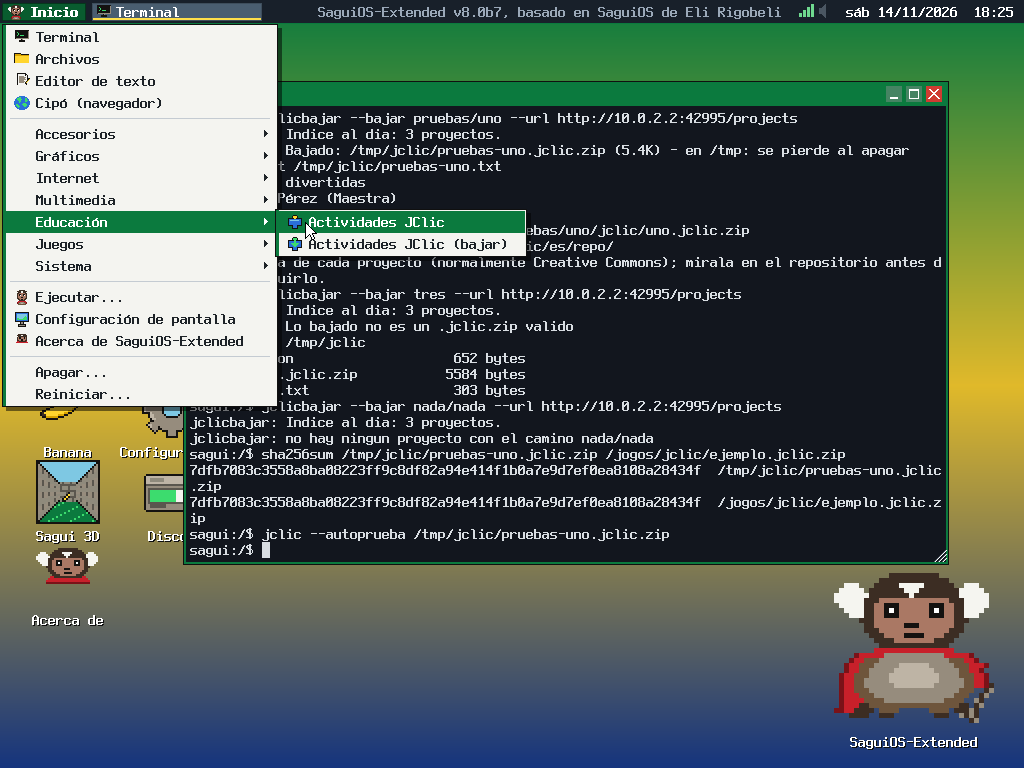 Inicio
Terminal
SaguiOS-Extended v8.0b7, basado en SaguiOS de Eli Rigobeli
sáb 14/11/2026 18:25
Terminal
Archivos
Editor de texto
Cipó (navegador)
Accesorios
Gráficos
Internet
Multimedia
Educación
Juegos
Sistema
Ejecutar...
Configuración de pantalla
Acerca de SaguiOS-Extended
Apagar...
Reiniciar...
Actividades JClic
Actividades JClic (bajar)
licbajar --bajar pruebas/uno --url http://10.0.2.2:42995/projects
Indice al dia: 3 proyectos.
Bajado: /tmp/jclic/pruebas-uno.jclic.zip (5.4K) - en /tmp: se pierde al apagar
t /tmp/jclic/pruebas-uno.txt
divertidas
Pérez (Maestra)
ebas/uno/jclic/uno.jclic.zip
ic/es/repo/
a de cada proyecto (normalmente Creative Commons); mirala en el repositorio antes d
uirlo.
licbajar --bajar tres --url http://10.0.2.2:42995/projects
Indice al dia: 3 proyectos.
Lo bajado no es un .jclic.zip valido
/tmp/jclic
on 652 bytes
.jclic.zip 5584 bytes
.txt 303 bytes
sagui:/$ jclicbajar --bajar nada/nada --url http://10.0.2.2:42995/projects
jclicbajar: Indice al dia: 3 proyectos.
jclicbajar: no hay ningun proyecto con el camino nada/nada
sagui:/$ sha256sum /tmp/jclic/pruebas-uno.jclic.zip /jogos/jclic/ejemplo.jclic.zip
7dfb7083c3558a8ba08223ff9c8df82a9e414f1b0a7e9d7ef0ea8108a28434f /tmp/jclic/pruebas-uno.jclic
.zip
7dfb7083c3558a8ba08223ff9c8df82a9e414f1b0a7e9d7ef0ea8108a28434f /jogos/jclic/ejemplo.jclic.z
ip
sagui:/$ jclic --autoprueba /tmp/jclic/pruebas-uno.jclic.zip
sagui:/$
Banana
Configur
Sagui 3D
Disc
Acerca de
SaguiOS-Extended